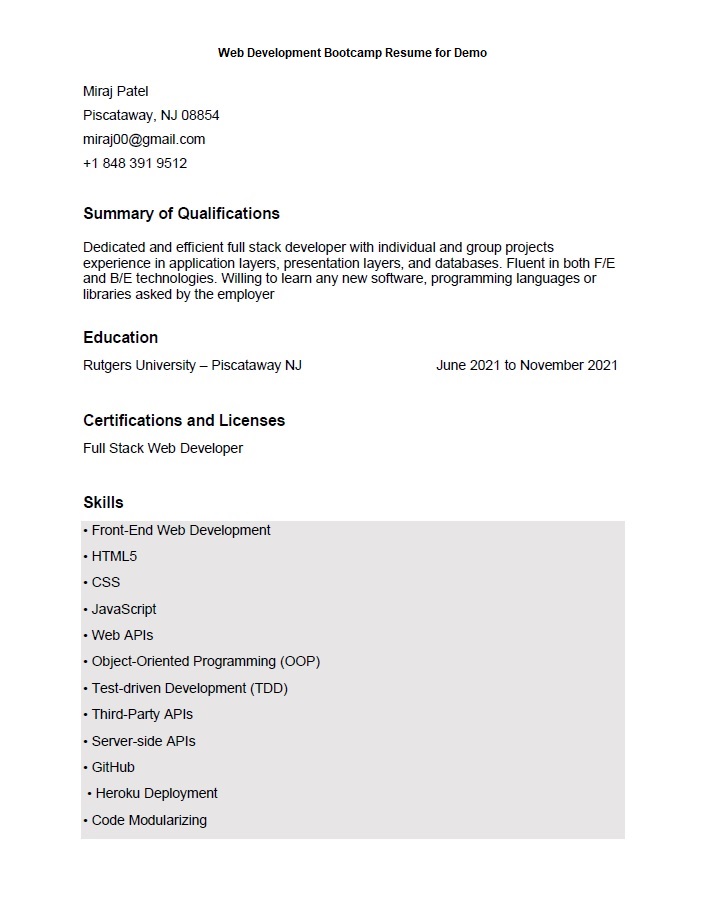 Web Development Bootcamp Resume for Demo
Miraj Patel
Piscataway, NJ 08854
miraj00@gmail.com
+1 848 391 9512
Summary of Qualifications
Dedicated and efficient full stack developer with individual and group projects
experience in application layers, presentation layers, and databases. Fluent in both F/E
and B/E technologies. Willing to learn any new software, programming languages or
libraries asked by the employer
Education
Rutgers University – Piscataway NJ June 2021 to November 2021
Certifications and Licenses
Full Stack Web Developer
Skills
• Front-End Web Development
• HTML5
• CSS
• JavaScript
• Web APIs
• Object-Oriented Programming (OOP)
• Test-driven Development (TDD)
• Third-Party APIs
• Server-side APIs
• GitHub
• Heroku Deployment
• Code Modularizing